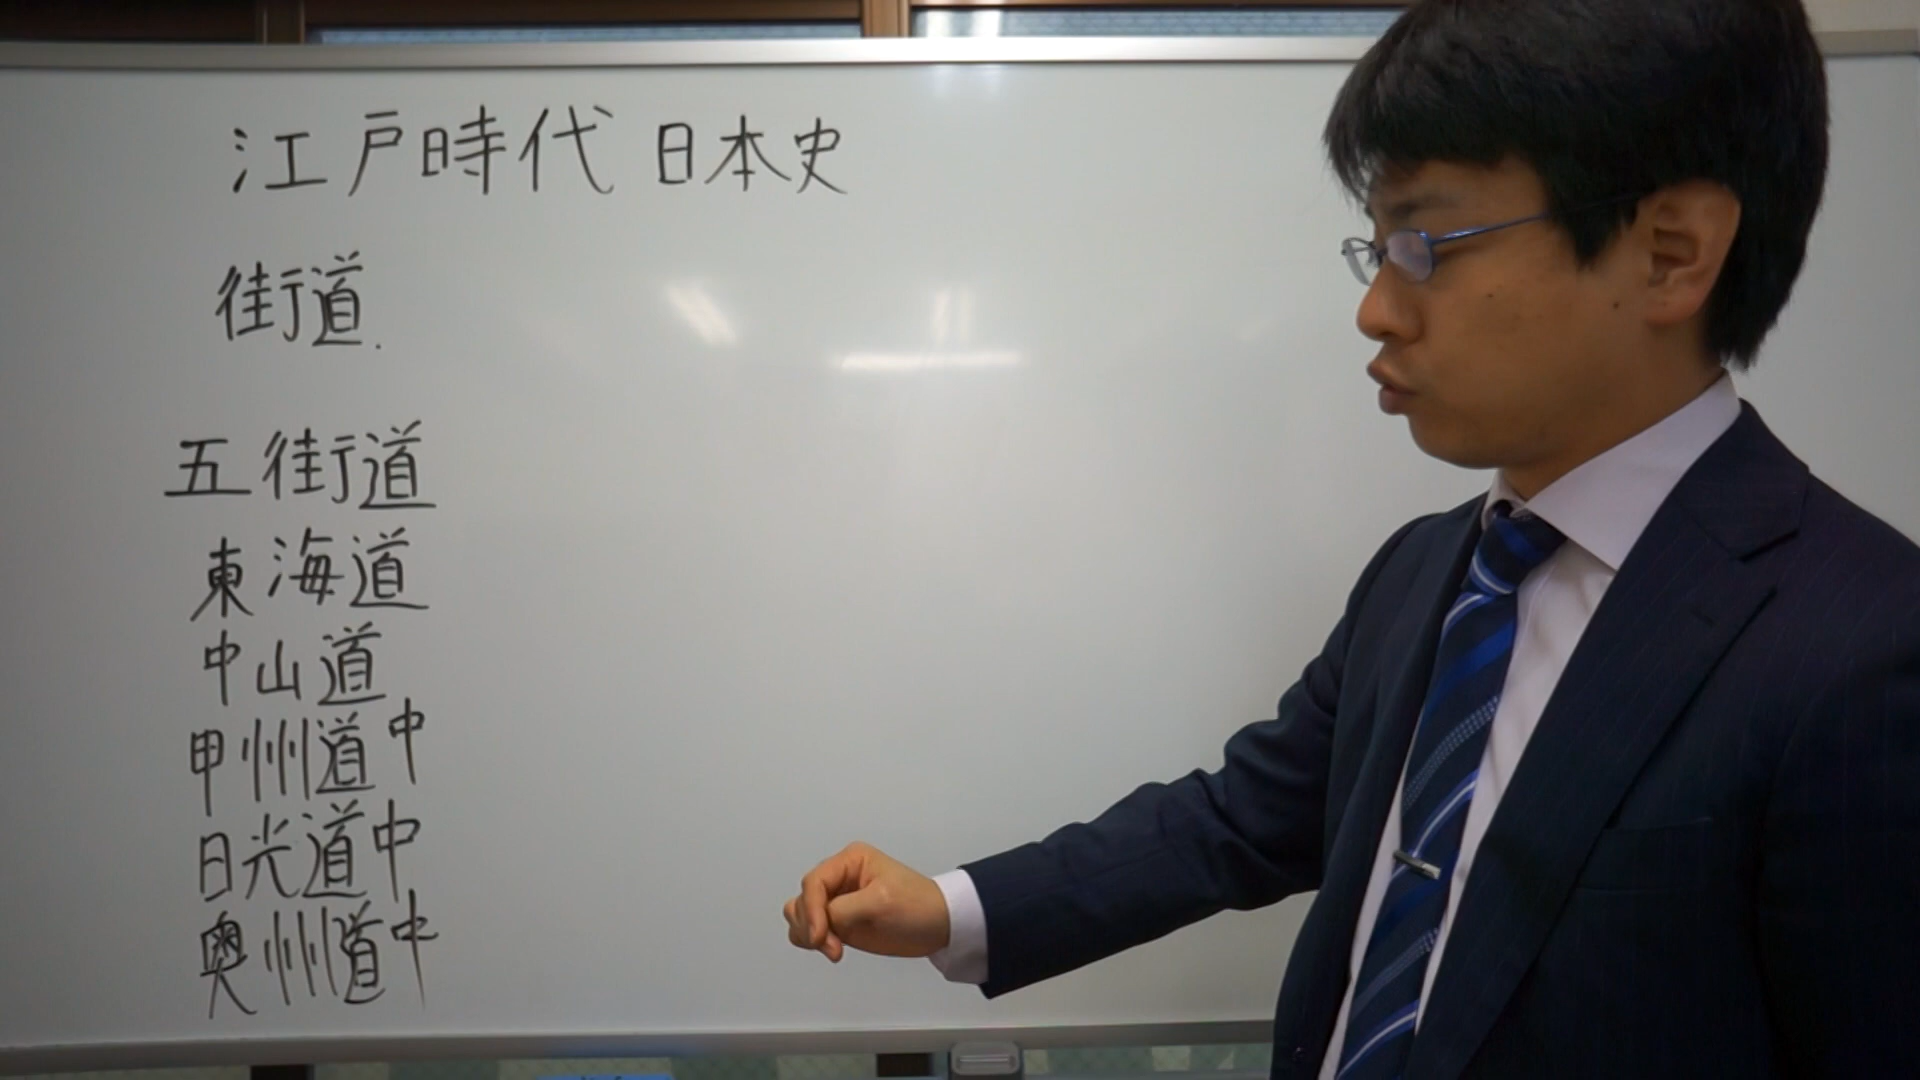 江戸時代 日本史
街道.
五街道
東海道
中山道
甲州道中
日光道中
奥州道中